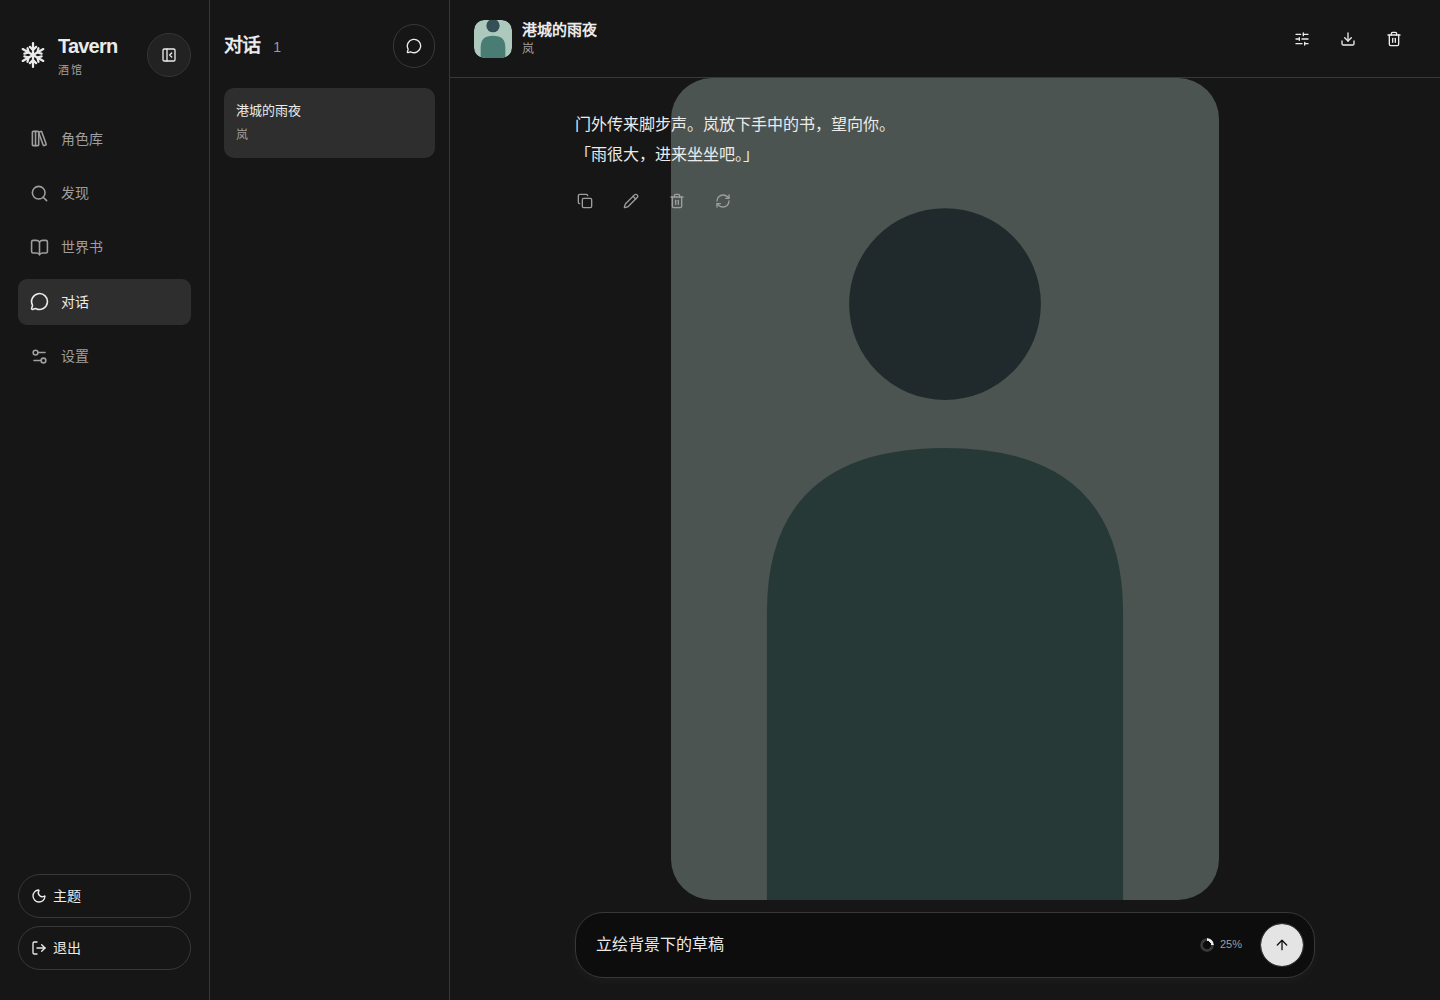 Tavern
酒馆
角色库
发现
世界书
对话
设置
主题
退出
对话 1
港城的雨夜
岚
港城的雨夜
岚
门外传来脚步声。岚放下手中的书，望向你。
「雨很大，进来坐坐吧。」
立绘背景下的草稿
25%